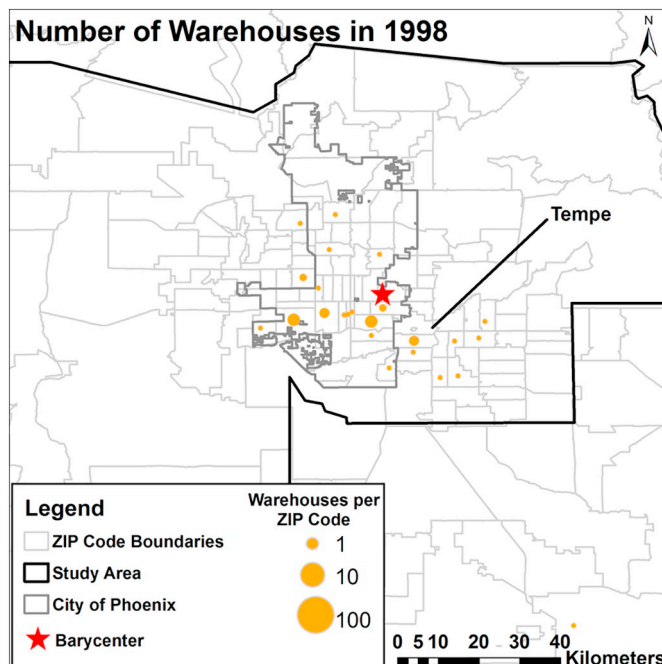 Number of Warehouses in 1998
N
Tempe
Legend
ZIP Code Boundaries
Study Area
City of Phoenix
Barycenter
Warehouses per
ZIP Code
1
10
100
0 5 10 20 30 40
Kilometers